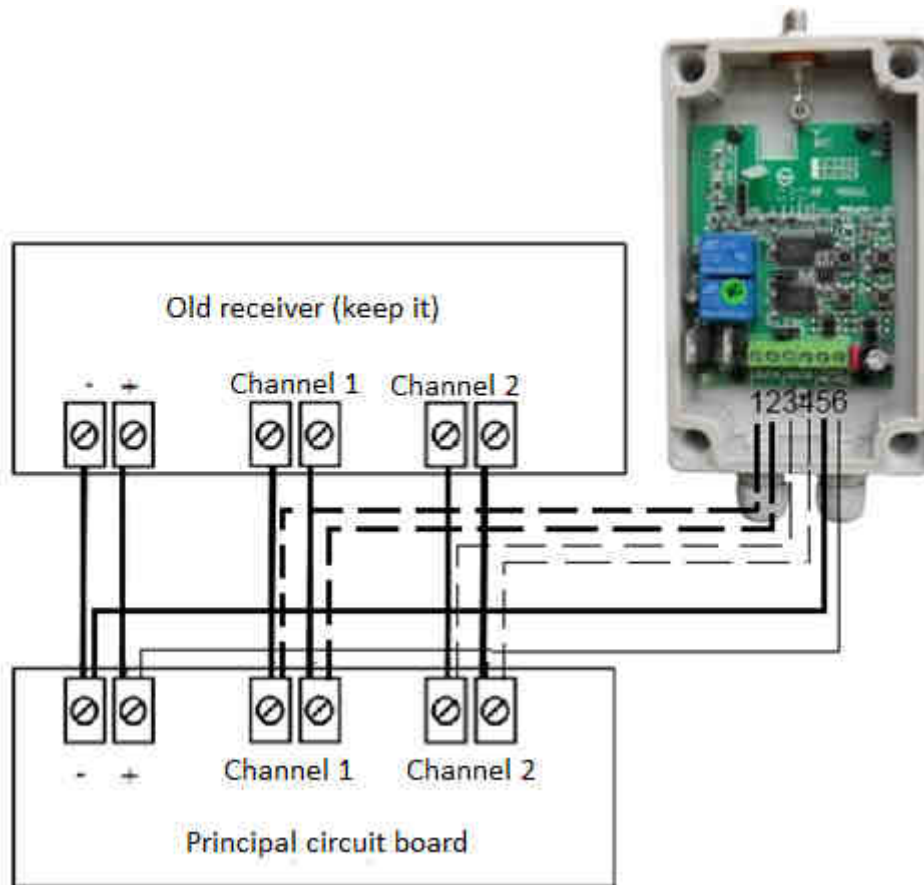 Old receiver (keep it)
- + Channel 1 Channel 2
123456
- + Channel 1 Channel 2
Principal circuit board